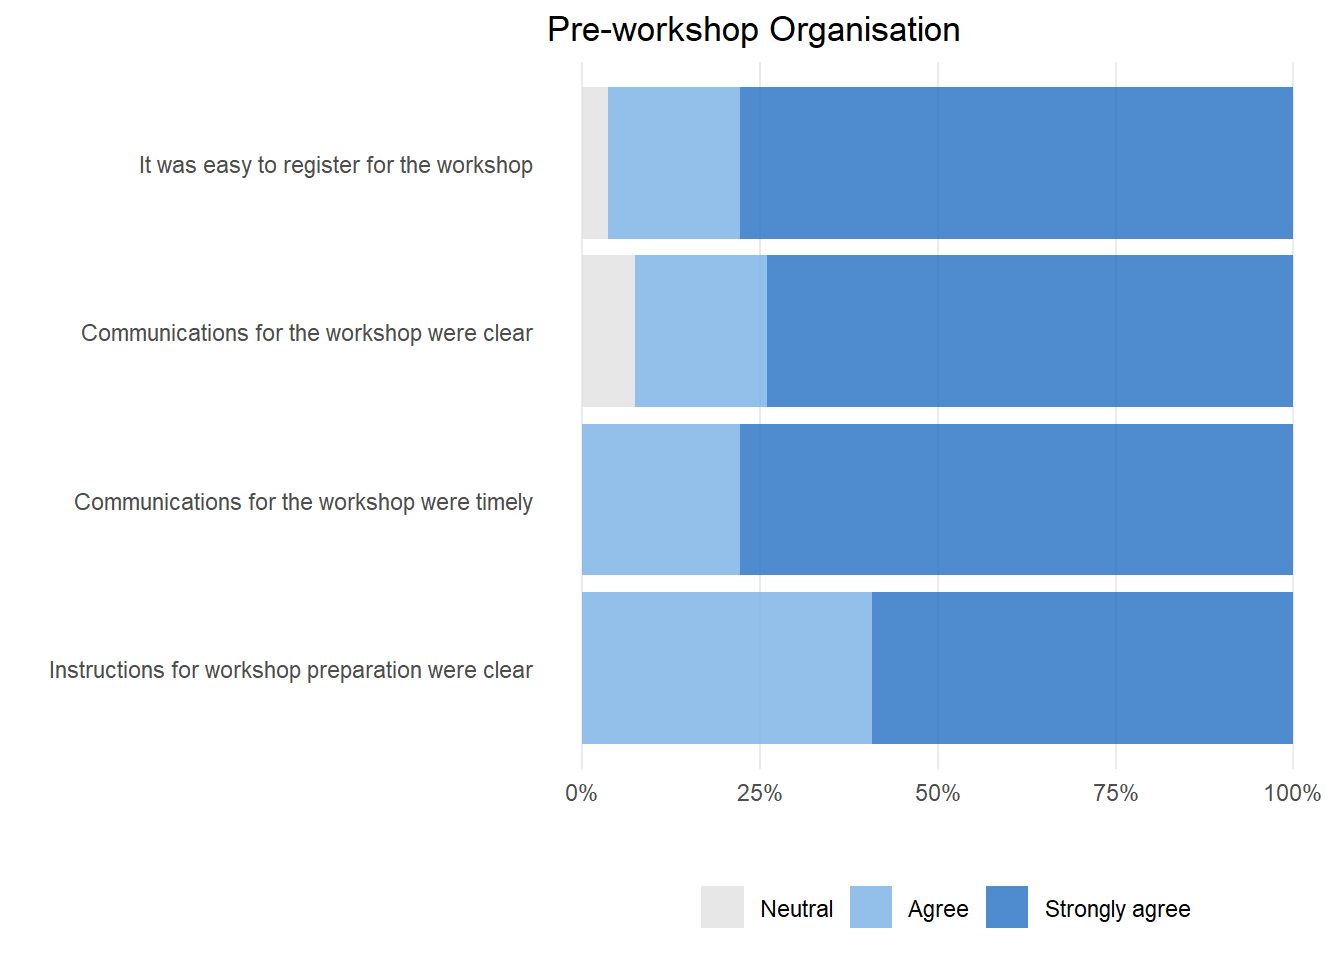 Pre-workshop Organisation
It was easy to register for the workshop
Communications for the workshop were clear
Communications for the workshop were timely
Instructions for workshop preparation were clear
0% 25% 50% 75% 100%
Neutral Agree Strongly agree